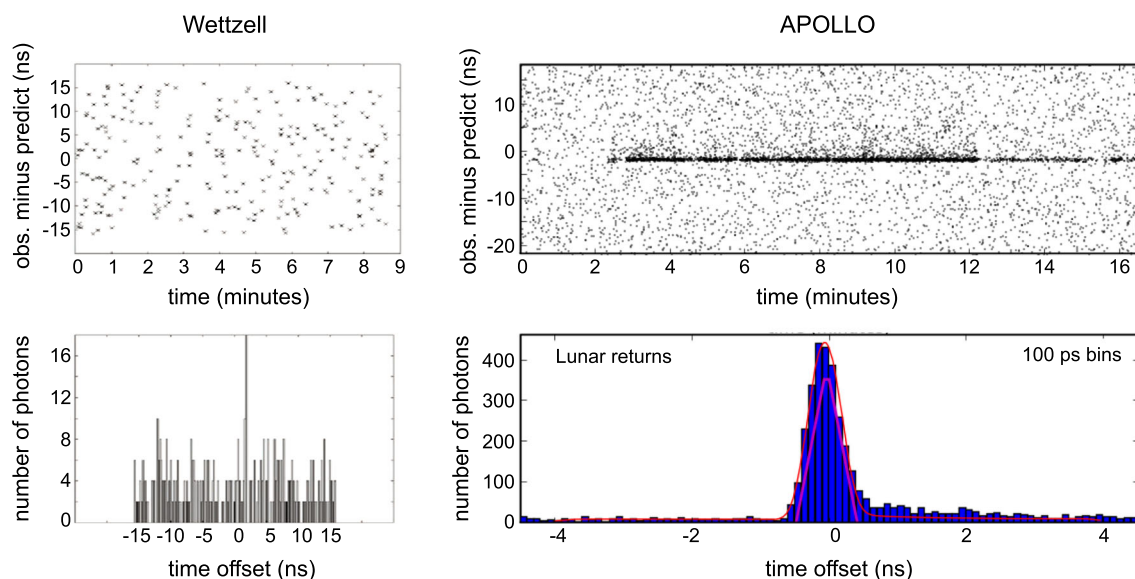 Wettzell
obs. minus predict (ns)
15
10
5
0
-5
-10
-15
0 1 2 3 4 5 6 7 8 9
time (minutes)
APOLLO
obs. minus predict (ns)
10
0
-10
-20
0 2 4 6 8 10 12 14 16
time (minutes)
number of photons
16
12
8
4
0
-15 -10 -5 0 5 10 15
time offset (ns)
number of photons
Lunar returns
100 ps bins
400
300
200
100
0
-4 -2 0 2 4
time offset (ns)